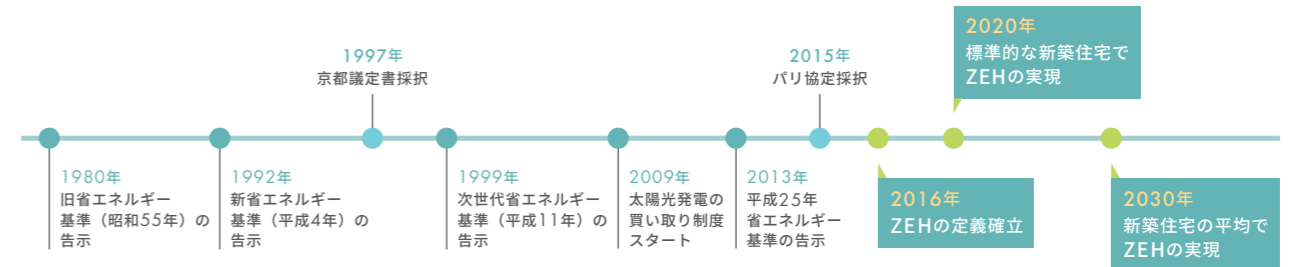 1980年
旧省エネルギー
基準（昭和55年）の
告示
1992年
新省エネルギー
基準（平成4年）の
告示
1997年
京都議定書採択
1999年
次世代省エネルギー
基準（平成11年）の
告示
2009年
太陽光発電の
買い取り制度
スタート
2013年
平成25年
省エネルギー
基準の告示
2015年
パリ協定採択
2016年
ZEHの定義確立
2020年
標準的な新築住宅で
ZEHの実現
2030年
新築住宅の平均で
ZEHの実現